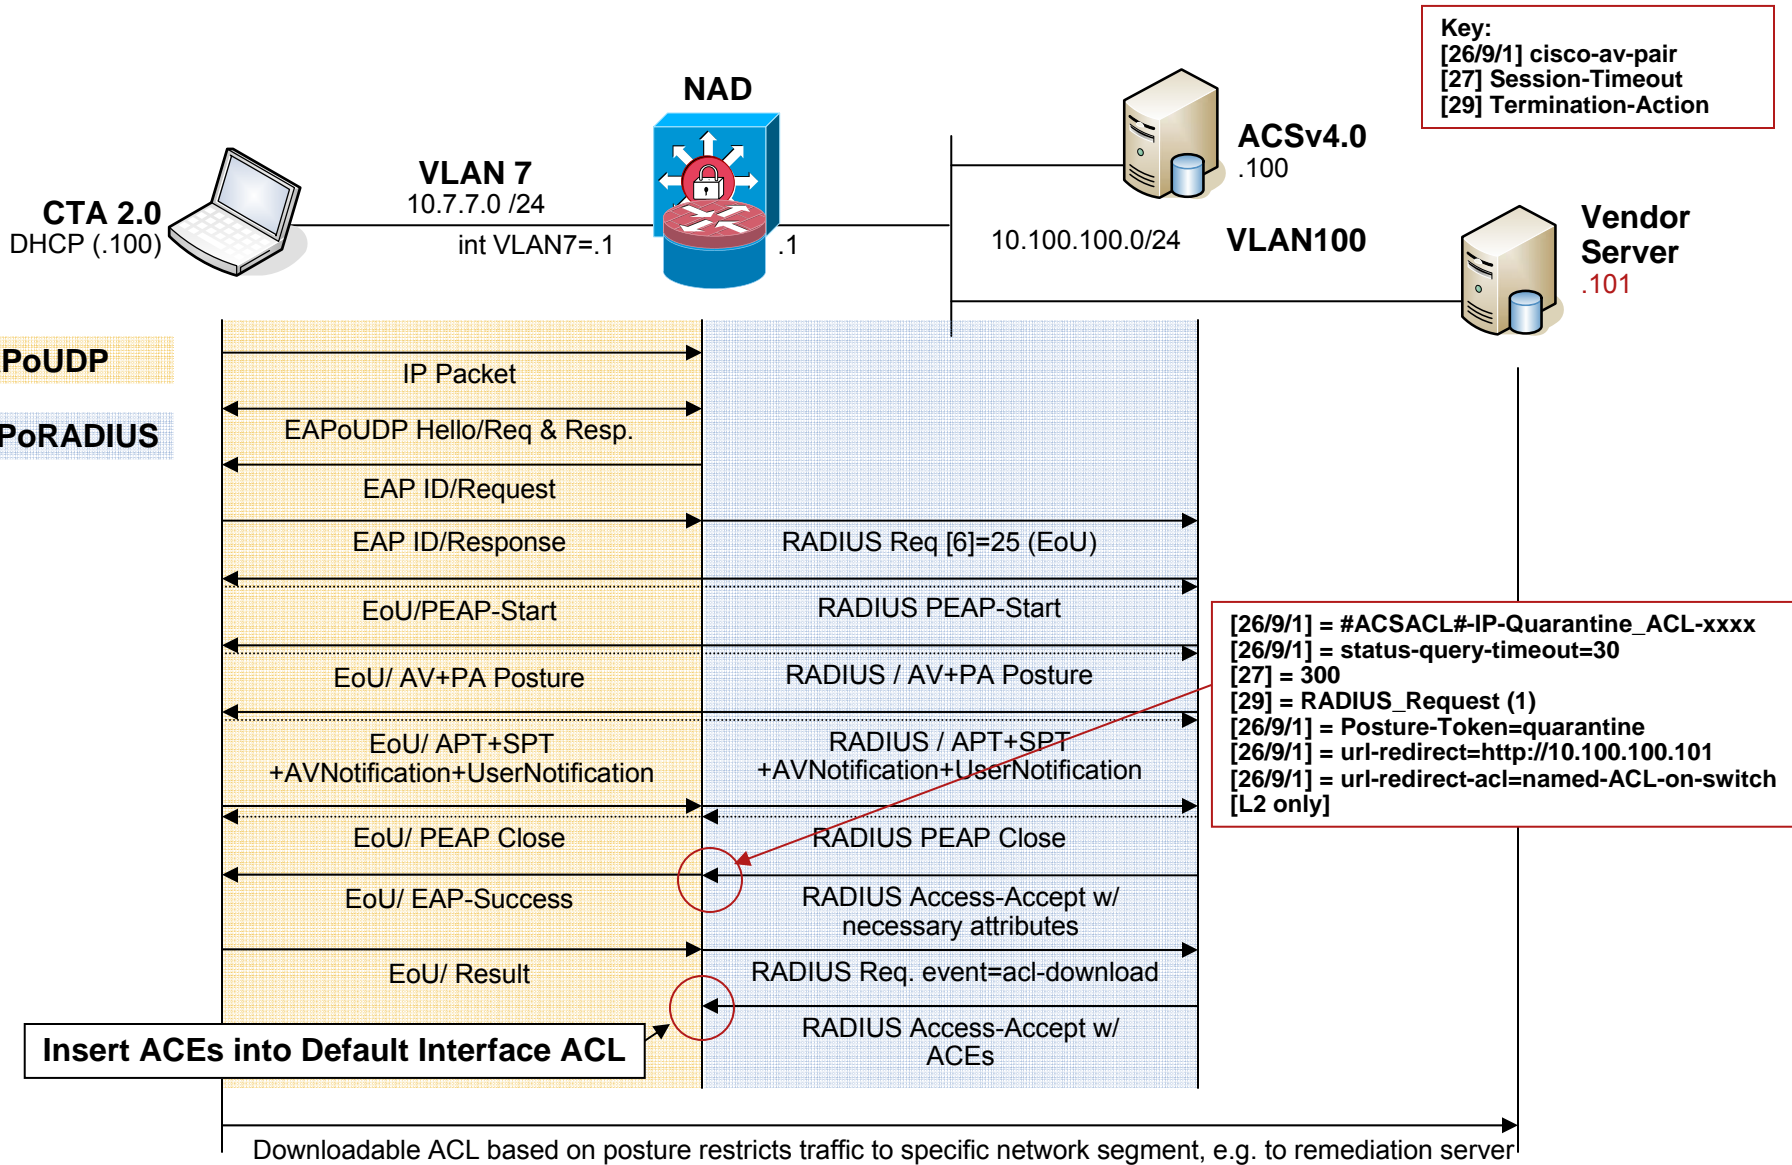 Key:
[26/9/1] cisco-av-pair
[27] Session-Timeout
[29] Termination-Action
NAD
ACSv4.0
.100
VLAN 7
10.7.7.0 /24
CTA 2.0
DHCP (.100)
int VLAN7=.1
.1
10.100.100.0/24 VLAN100
Vendor
Server
.101
PoUDP
PoRADIUS
IP Packet
EAPoUDP Hello/Req & Resp.
EAP ID/Request
EAP ID/Response
RADIUS Req [6]=25 (EoU)
EoU/PEAP-Start
RADIUS PEAP-Start
EoU/ AV+PA Posture
RADIUS / AV+PA Posture
EoU/ APT+SPT
+AVNotification+UserNotification
RADIUS / APT+SPT
+AVNotification+UserNotification
EoU/ PEAP Close
RADIUS PEAP Close
EoU/ EAP-Success
RADIUS Access-Accept w/
necessary attributes
EoU/ Result
RADIUS Req. event=acl-download
RADIUS Access-Accept w/
ACEs
[26/9/1] = #ACSACL#-IP-Quarantine_ACL-xxxx
[26/9/1] = status-query-timeout=30
[27] = 300
[29] = RADIUS_Request (1)
[26/9/1] = Posture-Token=quarantine
[26/9/1] = url-redirect=http://10.100.100.101
[26/9/1] = url-redirect-acl=named-ACL-on-switch
[L2 only]
Insert ACEs into Default Interface ACL
Downloadable ACL based on posture restricts traffic to specific network segment, e.g. to remediation server